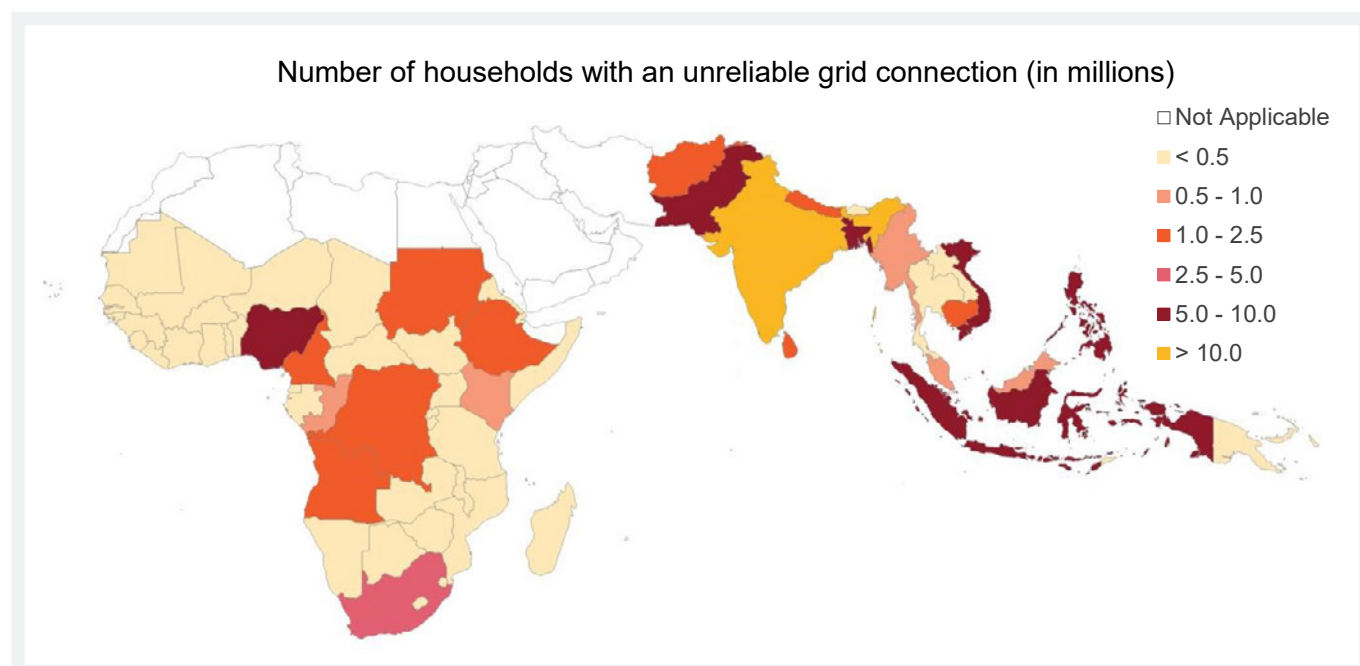 Number of households with an unreliable grid connection (in millions)
Not Applicable
< 0.5
0.5 - 1.0
1.0 - 2.5
2.5 - 5.0
5.0 - 10.0
> 10.0